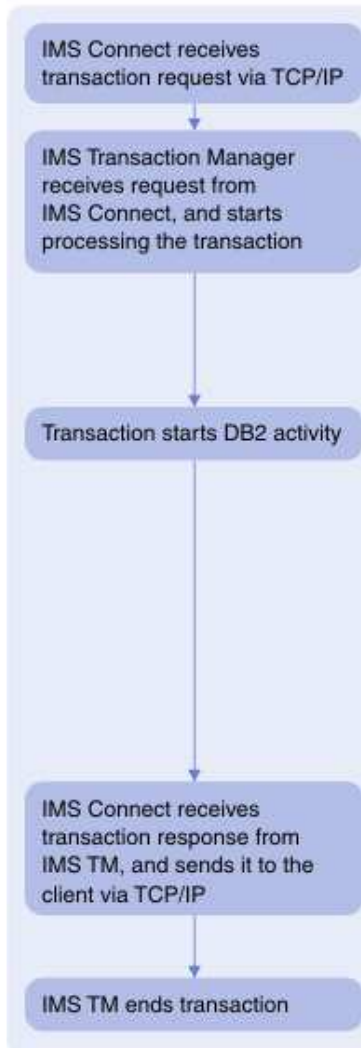 IMS Connect receives
transaction request via TCP/IP
IMS Transaction Manager
receives request from
IMS Connect, and starts
processing the transaction
Transaction starts DB2 activity
IMS Connect receives
transaction response from
IMS TM, and sends it to the
client via TCP/IP
IMS TM ends transaction